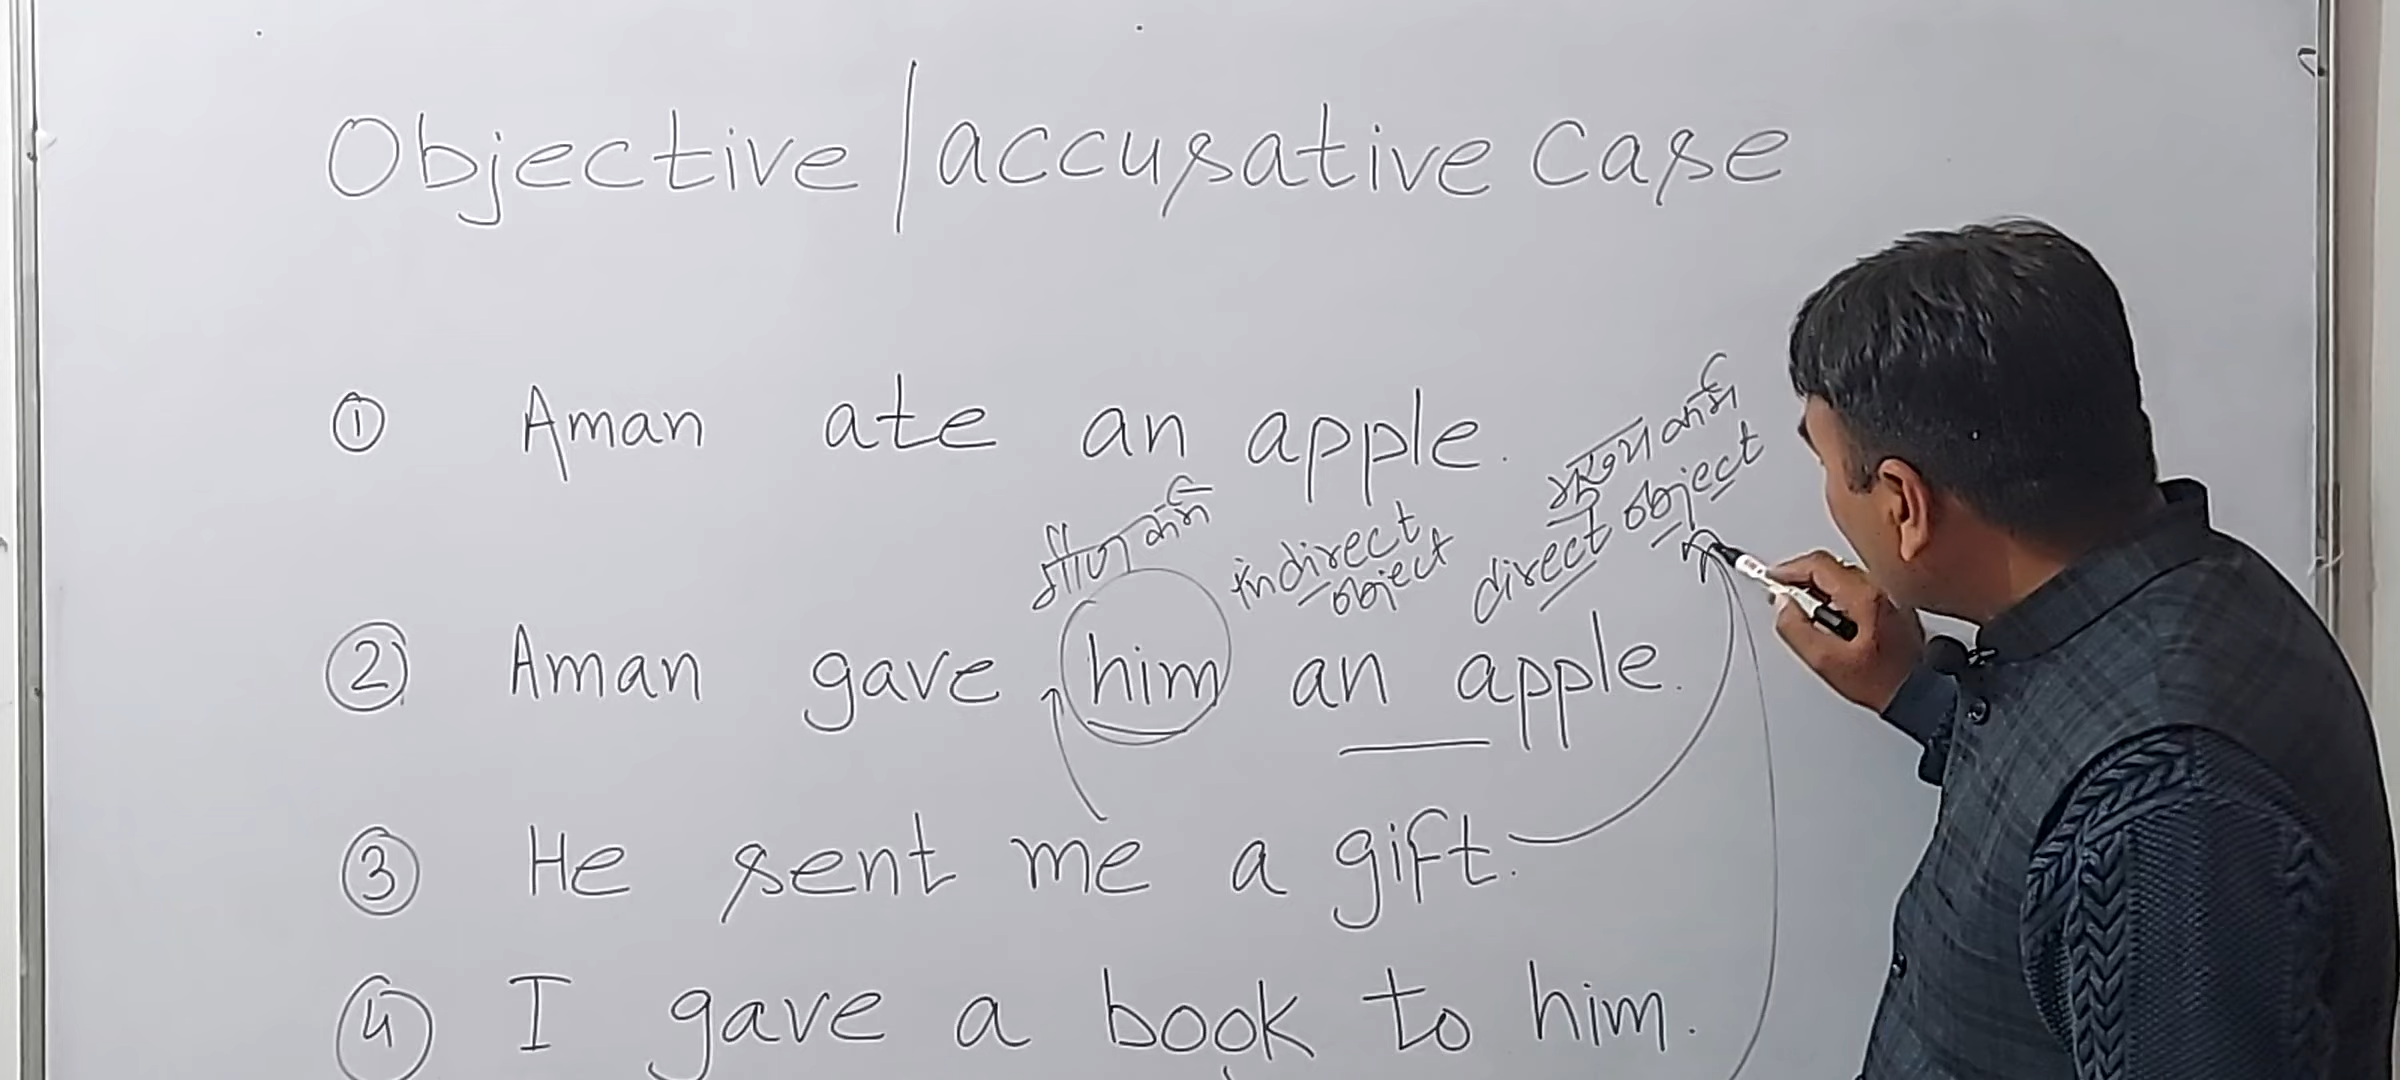 Objective / accusative case
① Aman ate an apple.
मुख्य कर्म
direct object
गौण कर्म
indirect
object
② Aman gave him an apple.
③ He sent me a gift.
④ I gave a book to him.